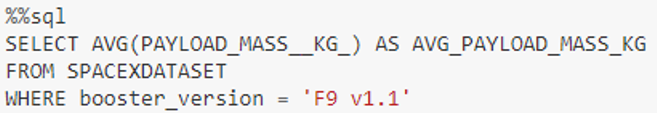 %%sql
SELECT AVG(PAYLOAD_MASS__KG_) AS AVG_PAYLOAD_MASS_KG
FROM SPACEXDATASET
WHERE booster_version = 'F9 v1.1'